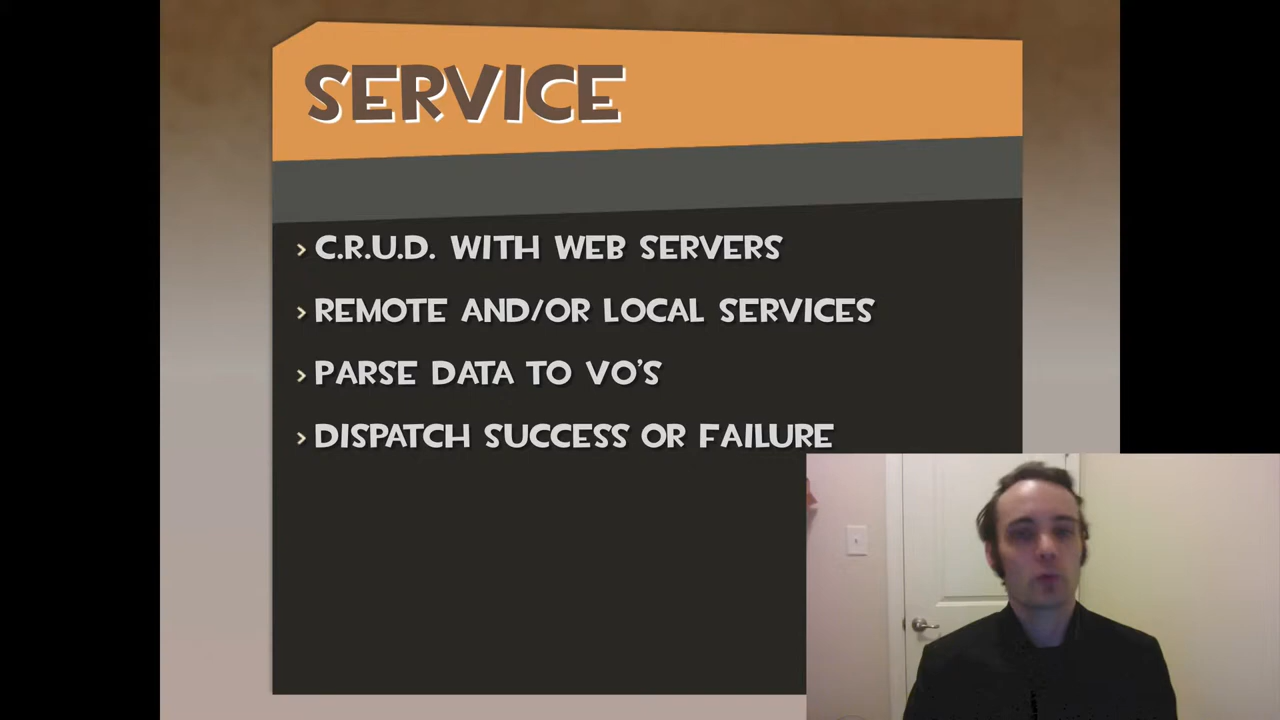 SERVICE
› C.R.U.D. WITH WEB SERVERS
› REMOTE AND/OR LOCAL SERVICES
› PARSE DATA TO VO'S
› DISPATCH SUCCESS OR FAILURE